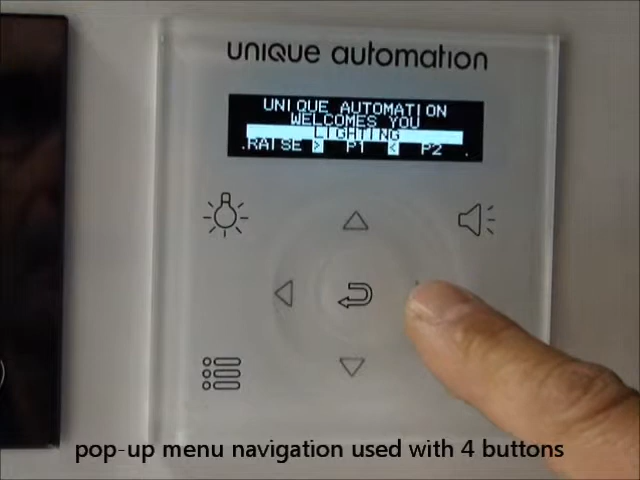 unique automation
UNIQUE AUTOMATION
WELCOMES YOU
LIGHTING
.RAISE > P1 < P2 .
pop-up menu navigation used with 4 buttons